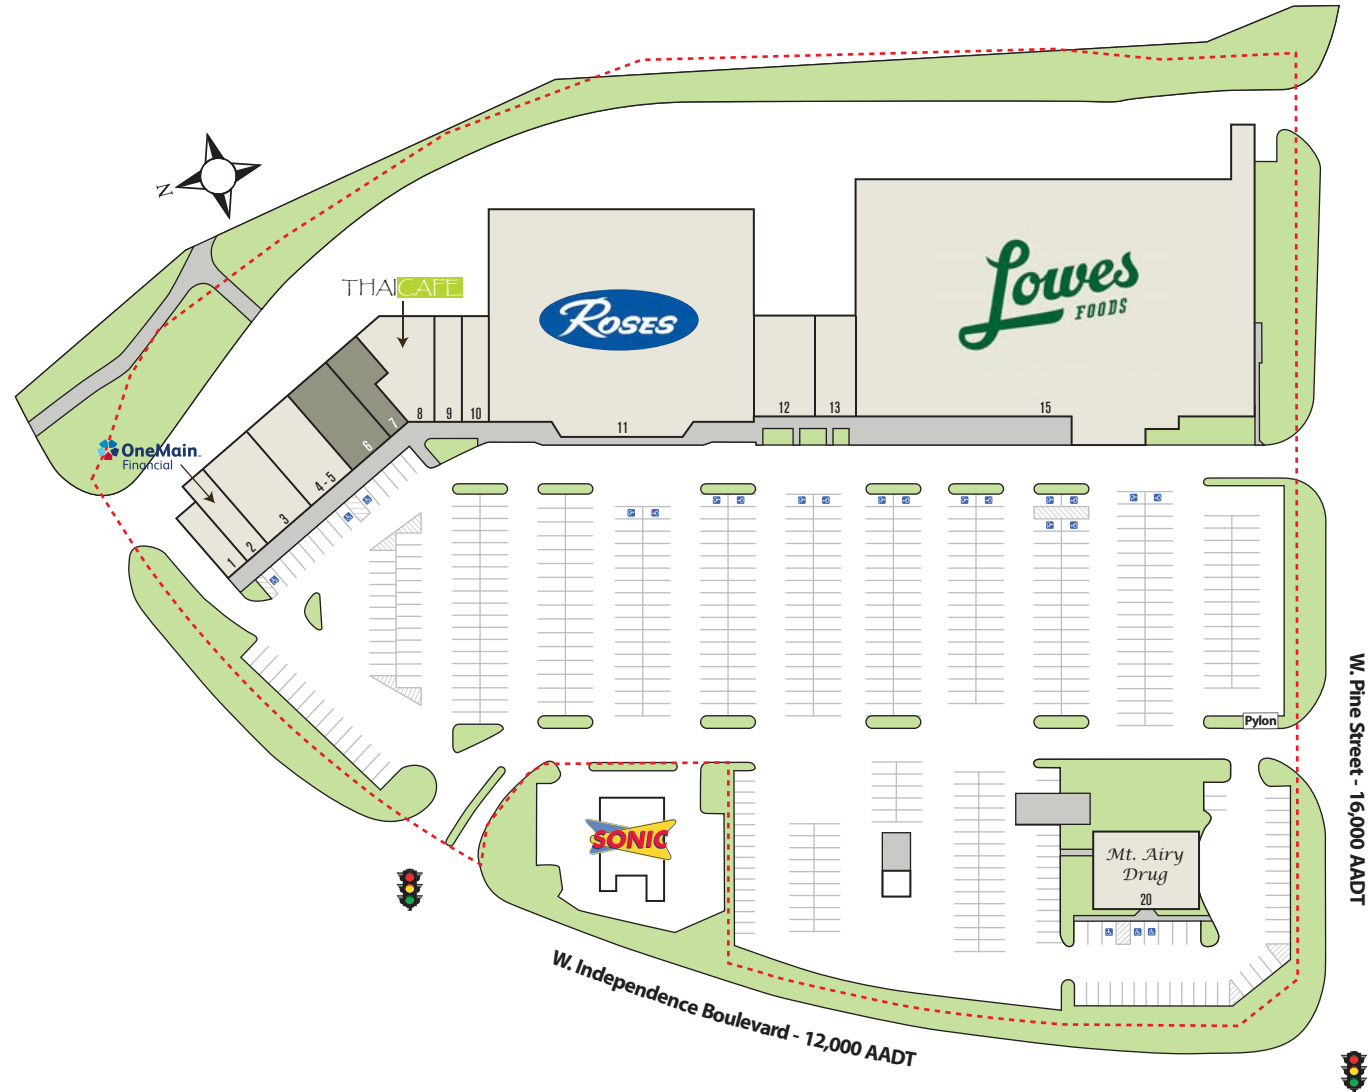 N
THAICAFE
ROSES
Lowes
FOODS
OneMain
Financial
1
2
3
4 - 5
6
7
8
9
10
11
12
13
15
Pylon
W. Pine Street - 16,000 AADT
SONIC
Mt. Airy
Drug
20
W. Independence Boulevard - 12,000 AADT